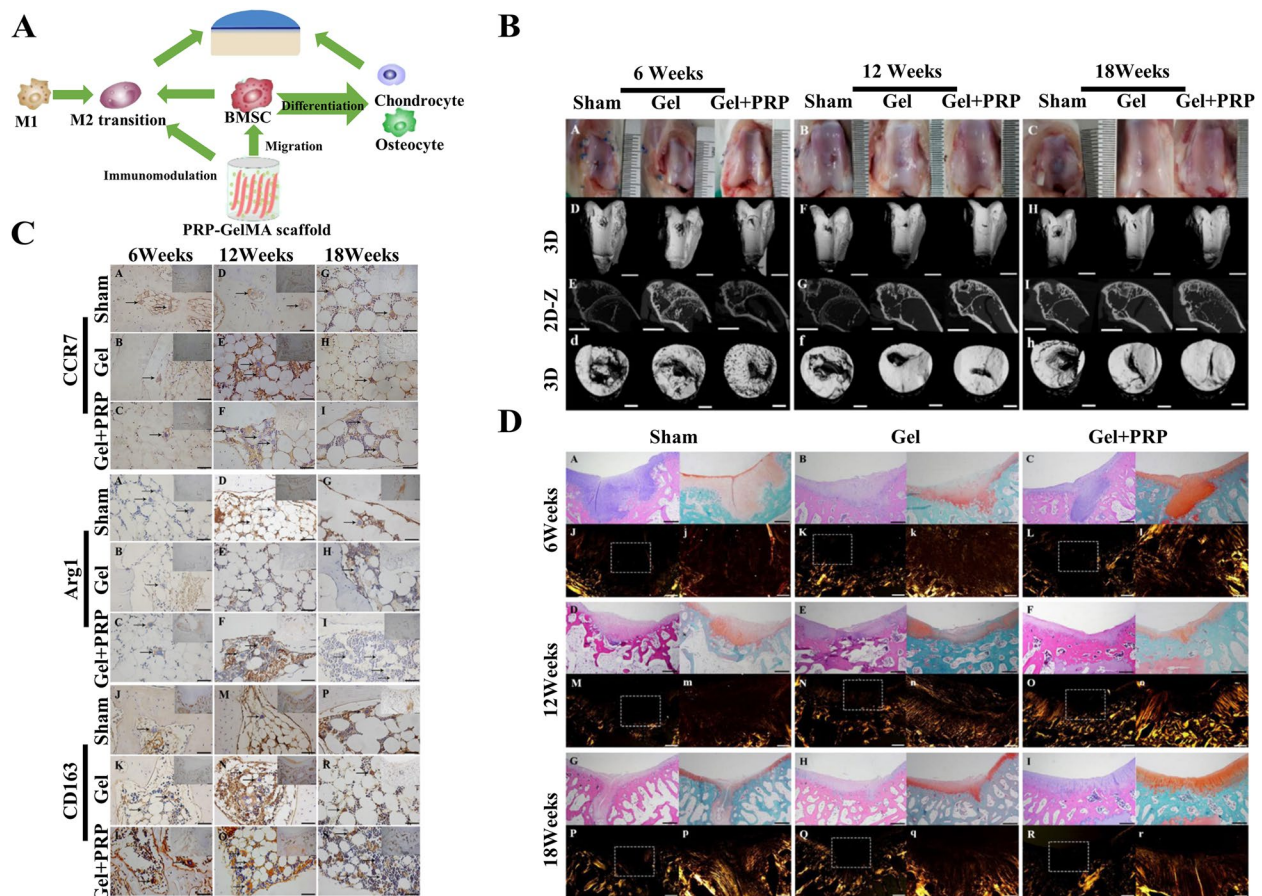 A
M1
M2 transition
BMSC
Differentiation
Chondrocyte
Osteocyte
Migration
Immunomodulation
PRP-GelMA scaffold
B
6 Weeks
12 Weeks
18Weeks
Sham Gel Gel+PRP Sham Gel Gel+PRP Sham Gel Gel+PRP
A B C
3D
D F H
2D-Z
E G I
3D
d f h
C
6Weeks 12Weeks 18Weeks
CCR7
Sham
A D G
Gel
B E H
Gel+PRP
C F I
Arg1
Sham
A D G
Gel
B E H
Gel+PRP
C F I
CD163
Sham
J M P
Gel
K N R
Gel+PRP
L O S
D
Sham Gel Gel+PRP
6Weeks
A B C
J j K k L l
12Weeks
D E F
M m N n O o
18Weeks
G H I
P p Q q R r